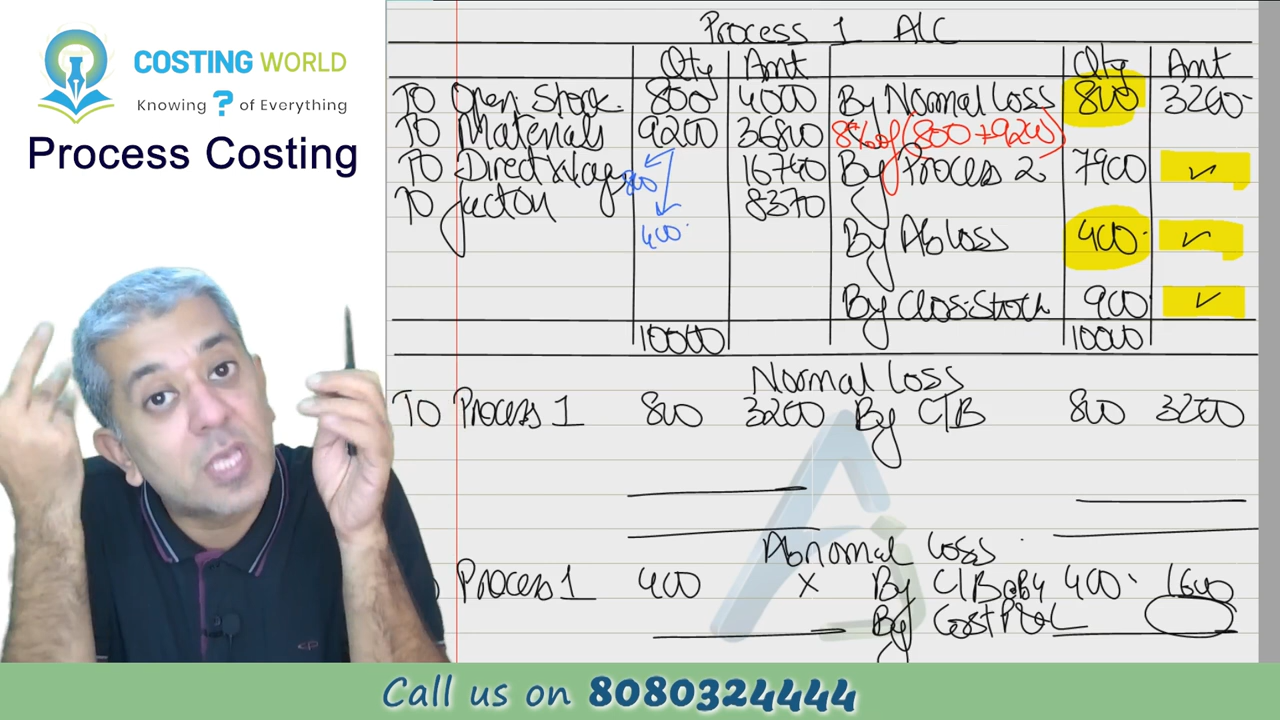 COSTING WORLD
Knowing ? of Everything
Process Costing
Process 1 A/C
Qty Amt Qty Amt
To Open. Stock. 800 4000 By Normal Loss 800 3200
To Materials 9200 36800 8% of (800 + 9200)
To Direct Wages 16740 By Process 2 7900 ✓
800
To factory 8370
400 By Ab Loss 400 ✓
By Clos. Stock 900 ✓
10000 10000
Normal Loss
To Process 1 800 3200 By C/B 800 3200
Abnormal Loss
Process 1 400 X By C/B @ Rs 4 400 1600
By Cost P&L
Call us on 8080324444